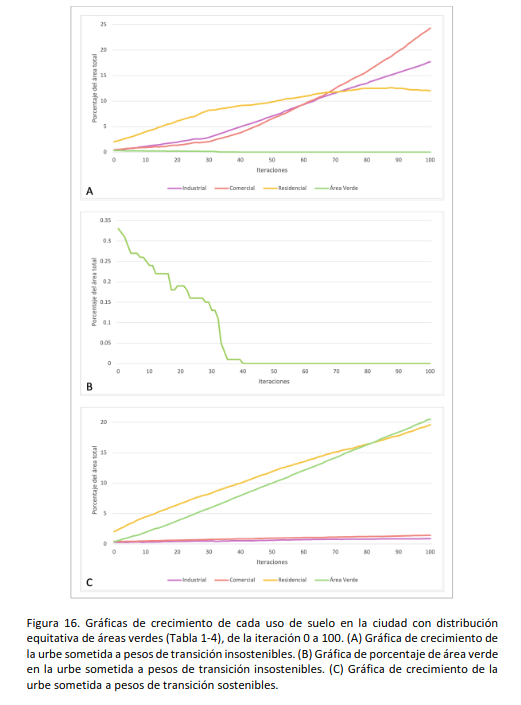 25
20
15
10
5
0
Porcentaje del área total
0 10 20 30 40 50 60 70 80 90 100
Iteraciones
Industrial Comercial Residencial Área Verde
A
0.35
0.3
0.25
0.2
0.15
0.1
0.05
0
Porcentaje del área total
0 10 20 30 40 50 60 70 80 90 100
Iteraciones
B
20
15
10
5
0
Porcentaje del área total
0 10 20 30 40 50 60 70 80 90 100
Iteraciones
Industrial Comercial Residencial Área Verde
C
Figura 16. Gráficas de crecimiento de cada uso de suelo en la ciudad con distribución
equitativa de áreas verdes (Tabla 1-4), de la iteración 0 a 100. (A) Gráfica de crecimiento de
la urbe sometida a pesos de transición insostenibles. (B) Gráfica de porcentaje de área verde
en la urbe sometida a pesos de transición insostenibles. (C) Gráfica de crecimiento de la
urbe sometida a pesos de transición sostenibles.